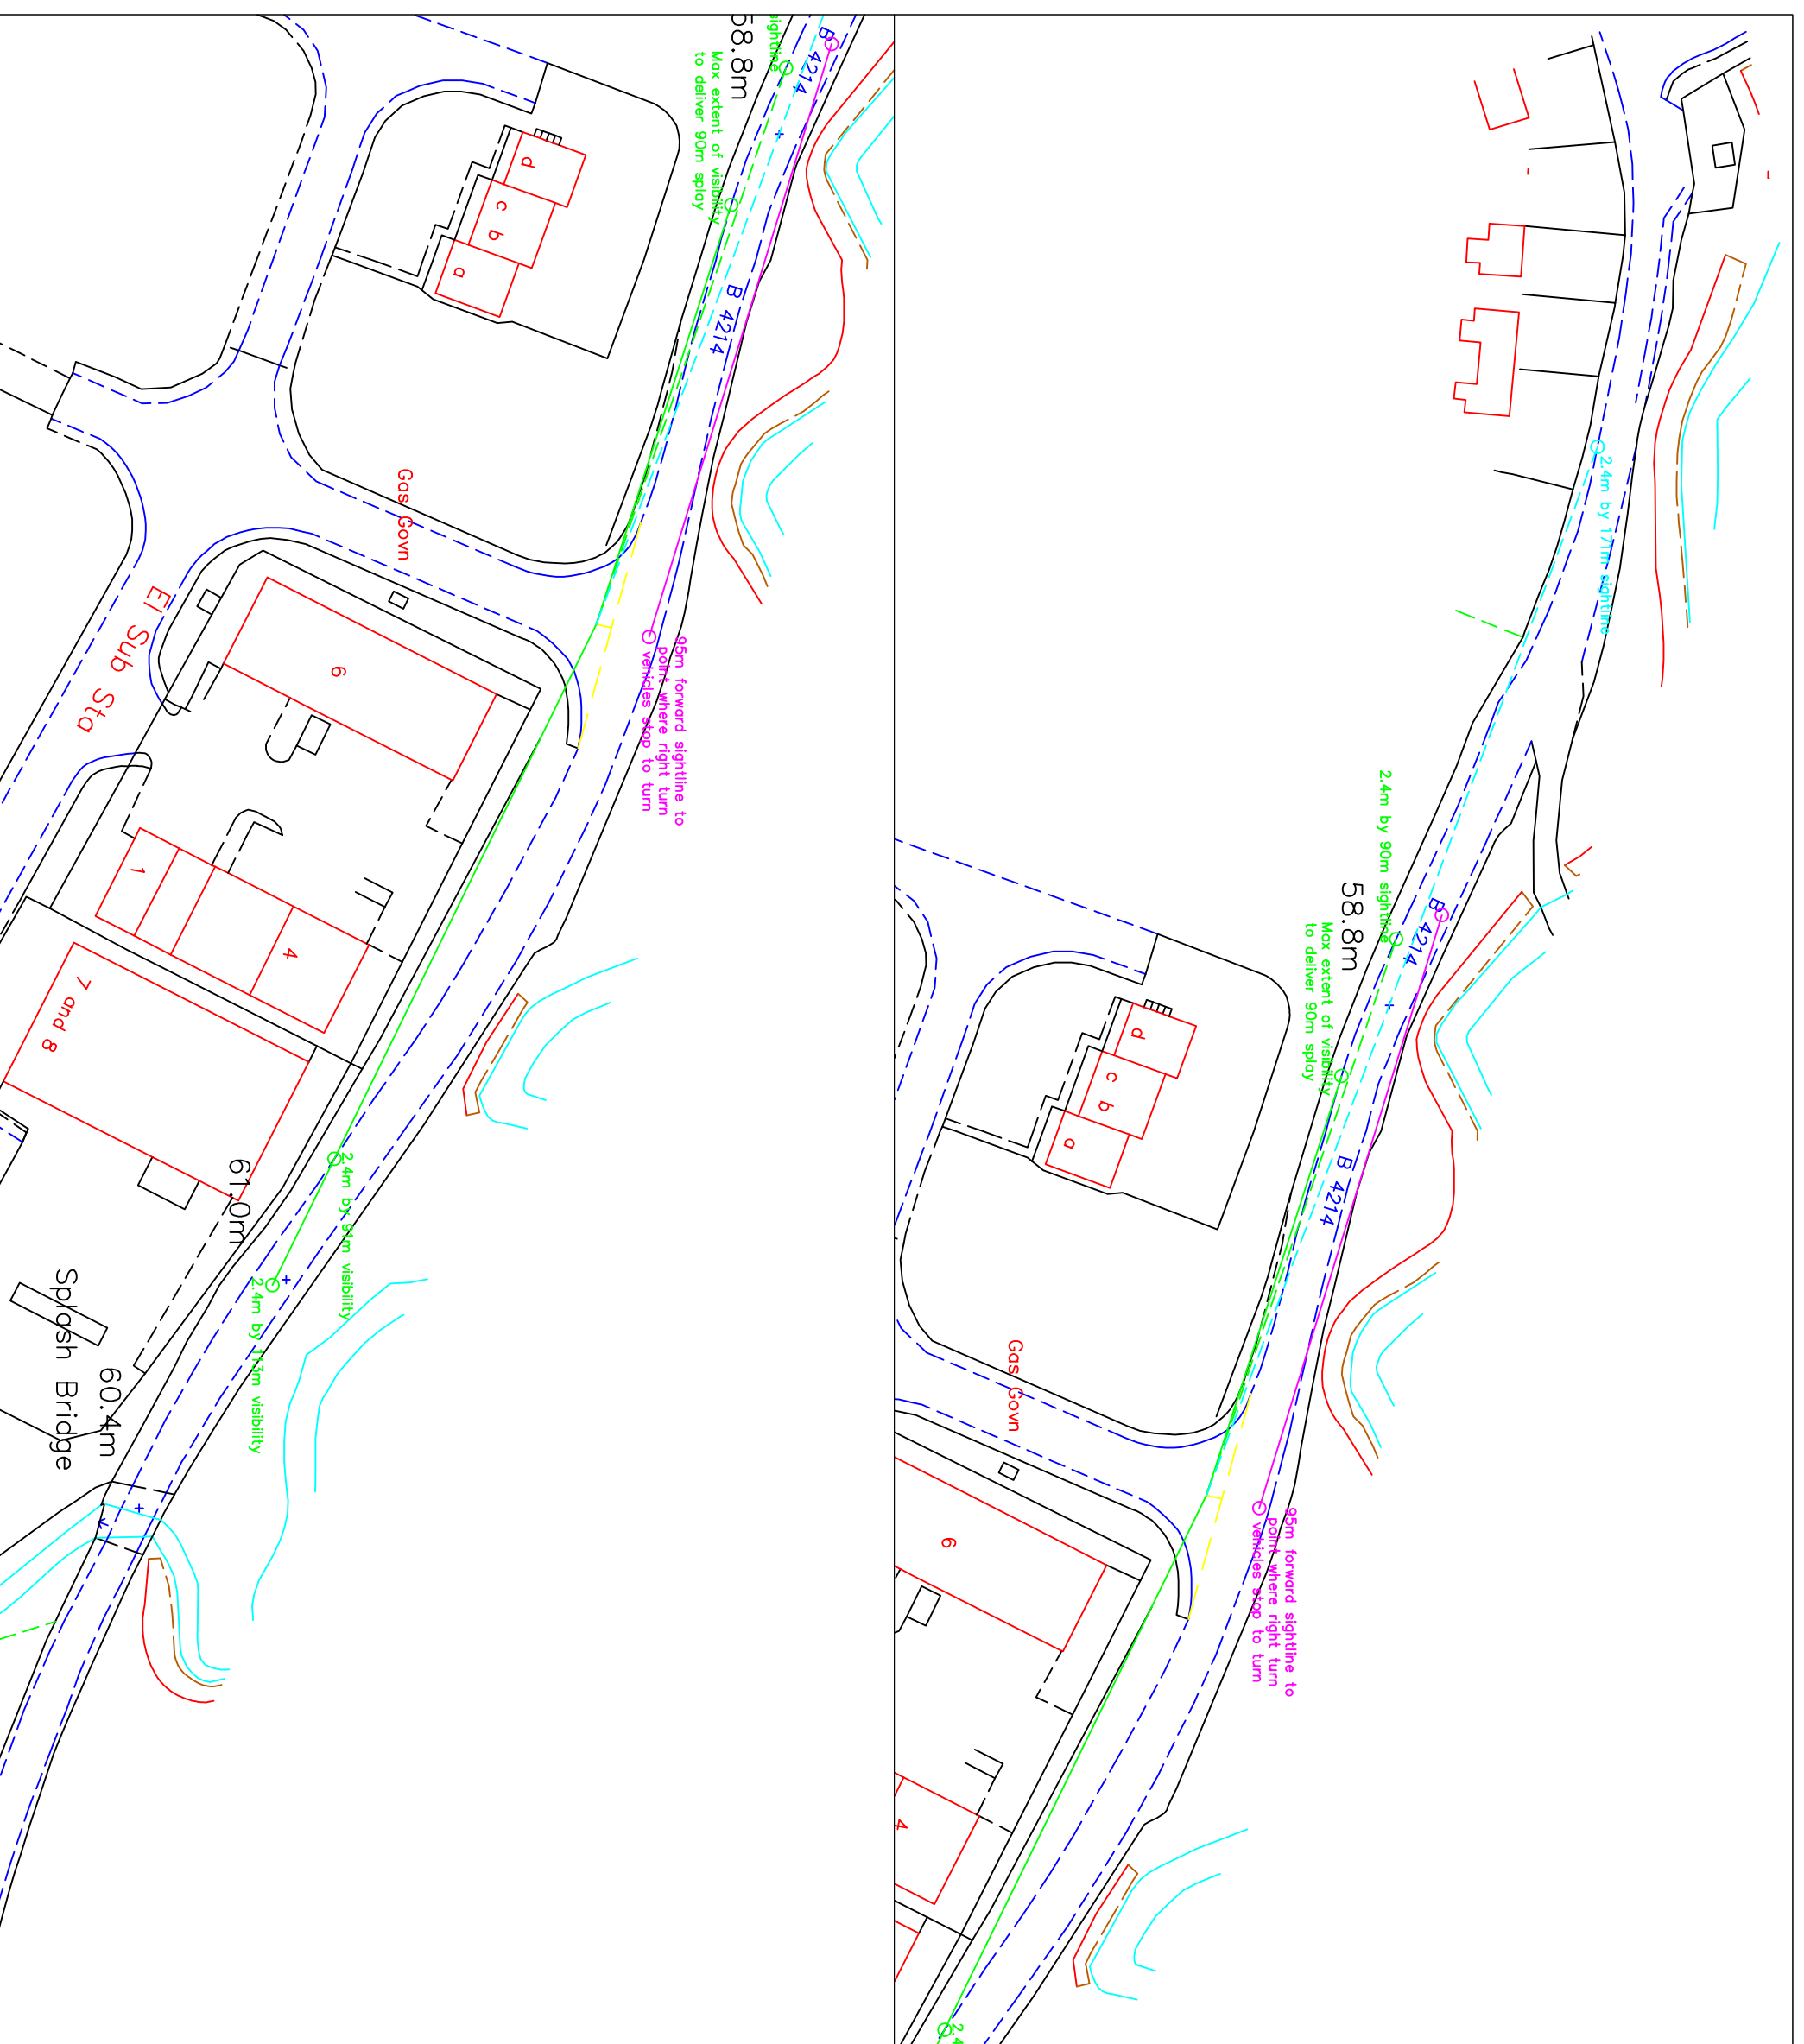 58.8m
sightline
B 4214
Max extent of visibility
to deliver 90m splay
d
c
b
a
B 4214
Gas Govn
El Sub Sta
6
95m forward sightline to
point where right turn
vehicles stop to turn
1
4
7 and 8
61.0m
2.4m by 91m visibility
2.4m by 113m visibility
Splash Bridge
60.4m
2.4m by 171m sightline
2.4m by 90m sightline
58.8m
B 4214
Max extent of visibility
to deliver 90m splay
d
c
b
a
B 4214
Gas Govn
6
95m forward sightline to
point where right turn
vehicles stop to turn
4
2.4